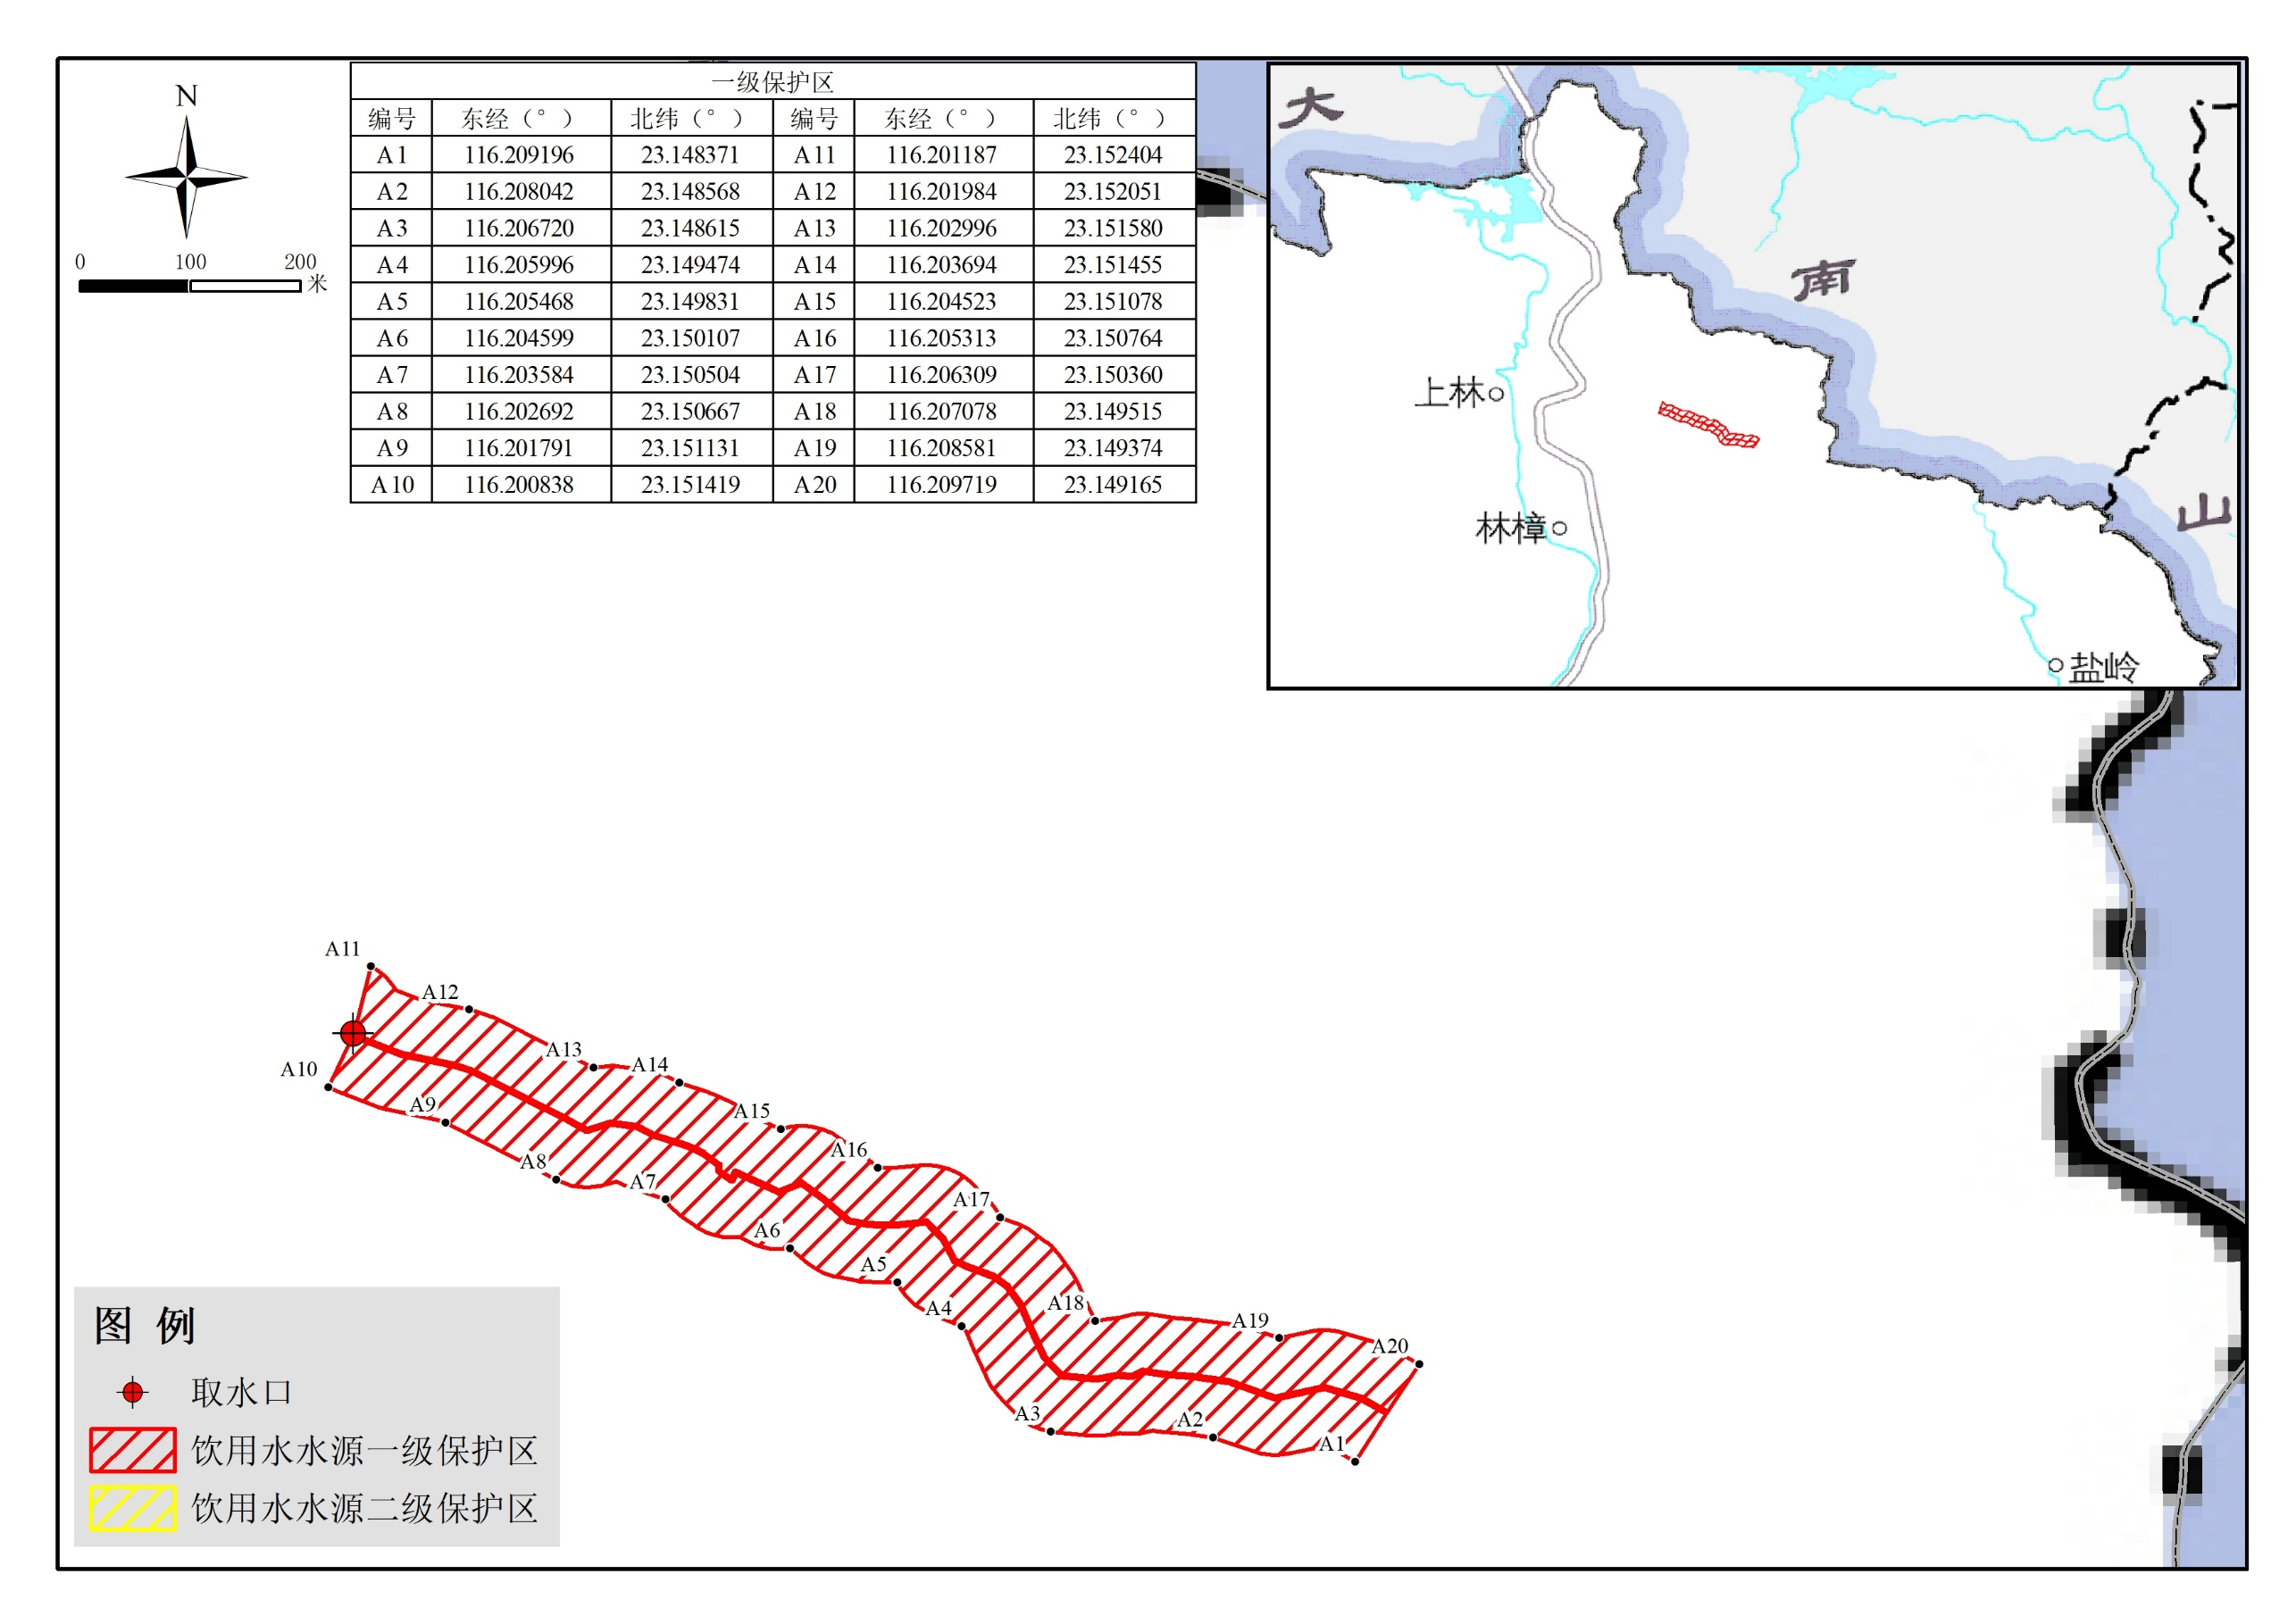 N
0 100 200
米
一级保护区
编号 东经（°） 北纬（°） 编号 东经（°） 北纬（°）
A1 116.209196 23.148371 A11 116.201187 23.152404
A2 116.208042 23.148568 A12 116.201984 23.152051
A3 116.206720 23.148615 A13 116.202996 23.151580
A4 116.205996 23.149474 A14 116.203694 23.151455
A5 116.205468 23.149831 A15 116.204523 23.151078
A6 116.204599 23.150107 A16 116.205313 23.150764
A7 116.203584 23.150504 A17 116.206309 23.150360
A8 116.202692 23.150667 A18 116.207078 23.149515
A9 116.201791 23.151131 A19 116.208581 23.149374
A10 116.200838 23.151419 A20 116.209719 23.149165
大
南
上林
山
林樟
盐岭
A11
A12
A13
A14
A10
A9
A15
A16
A8
A7
A17
A6
A5
A18
A4
A19
A20
A3
A2
A1
图 例
取水口
饮用水水源一级保护区
饮用水水源二级保护区